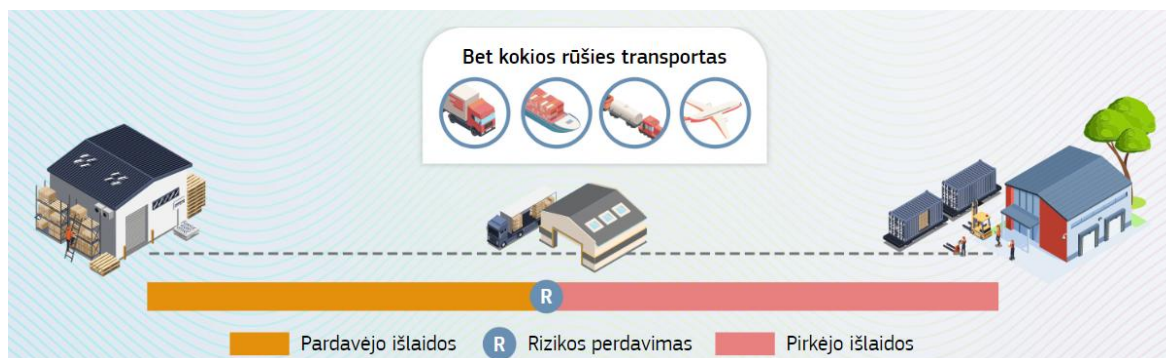 Bet kokios rūšies transportas
R
Pardavėjo išlaidos R Rizikos perdavimas Pirkėjo išlaidos